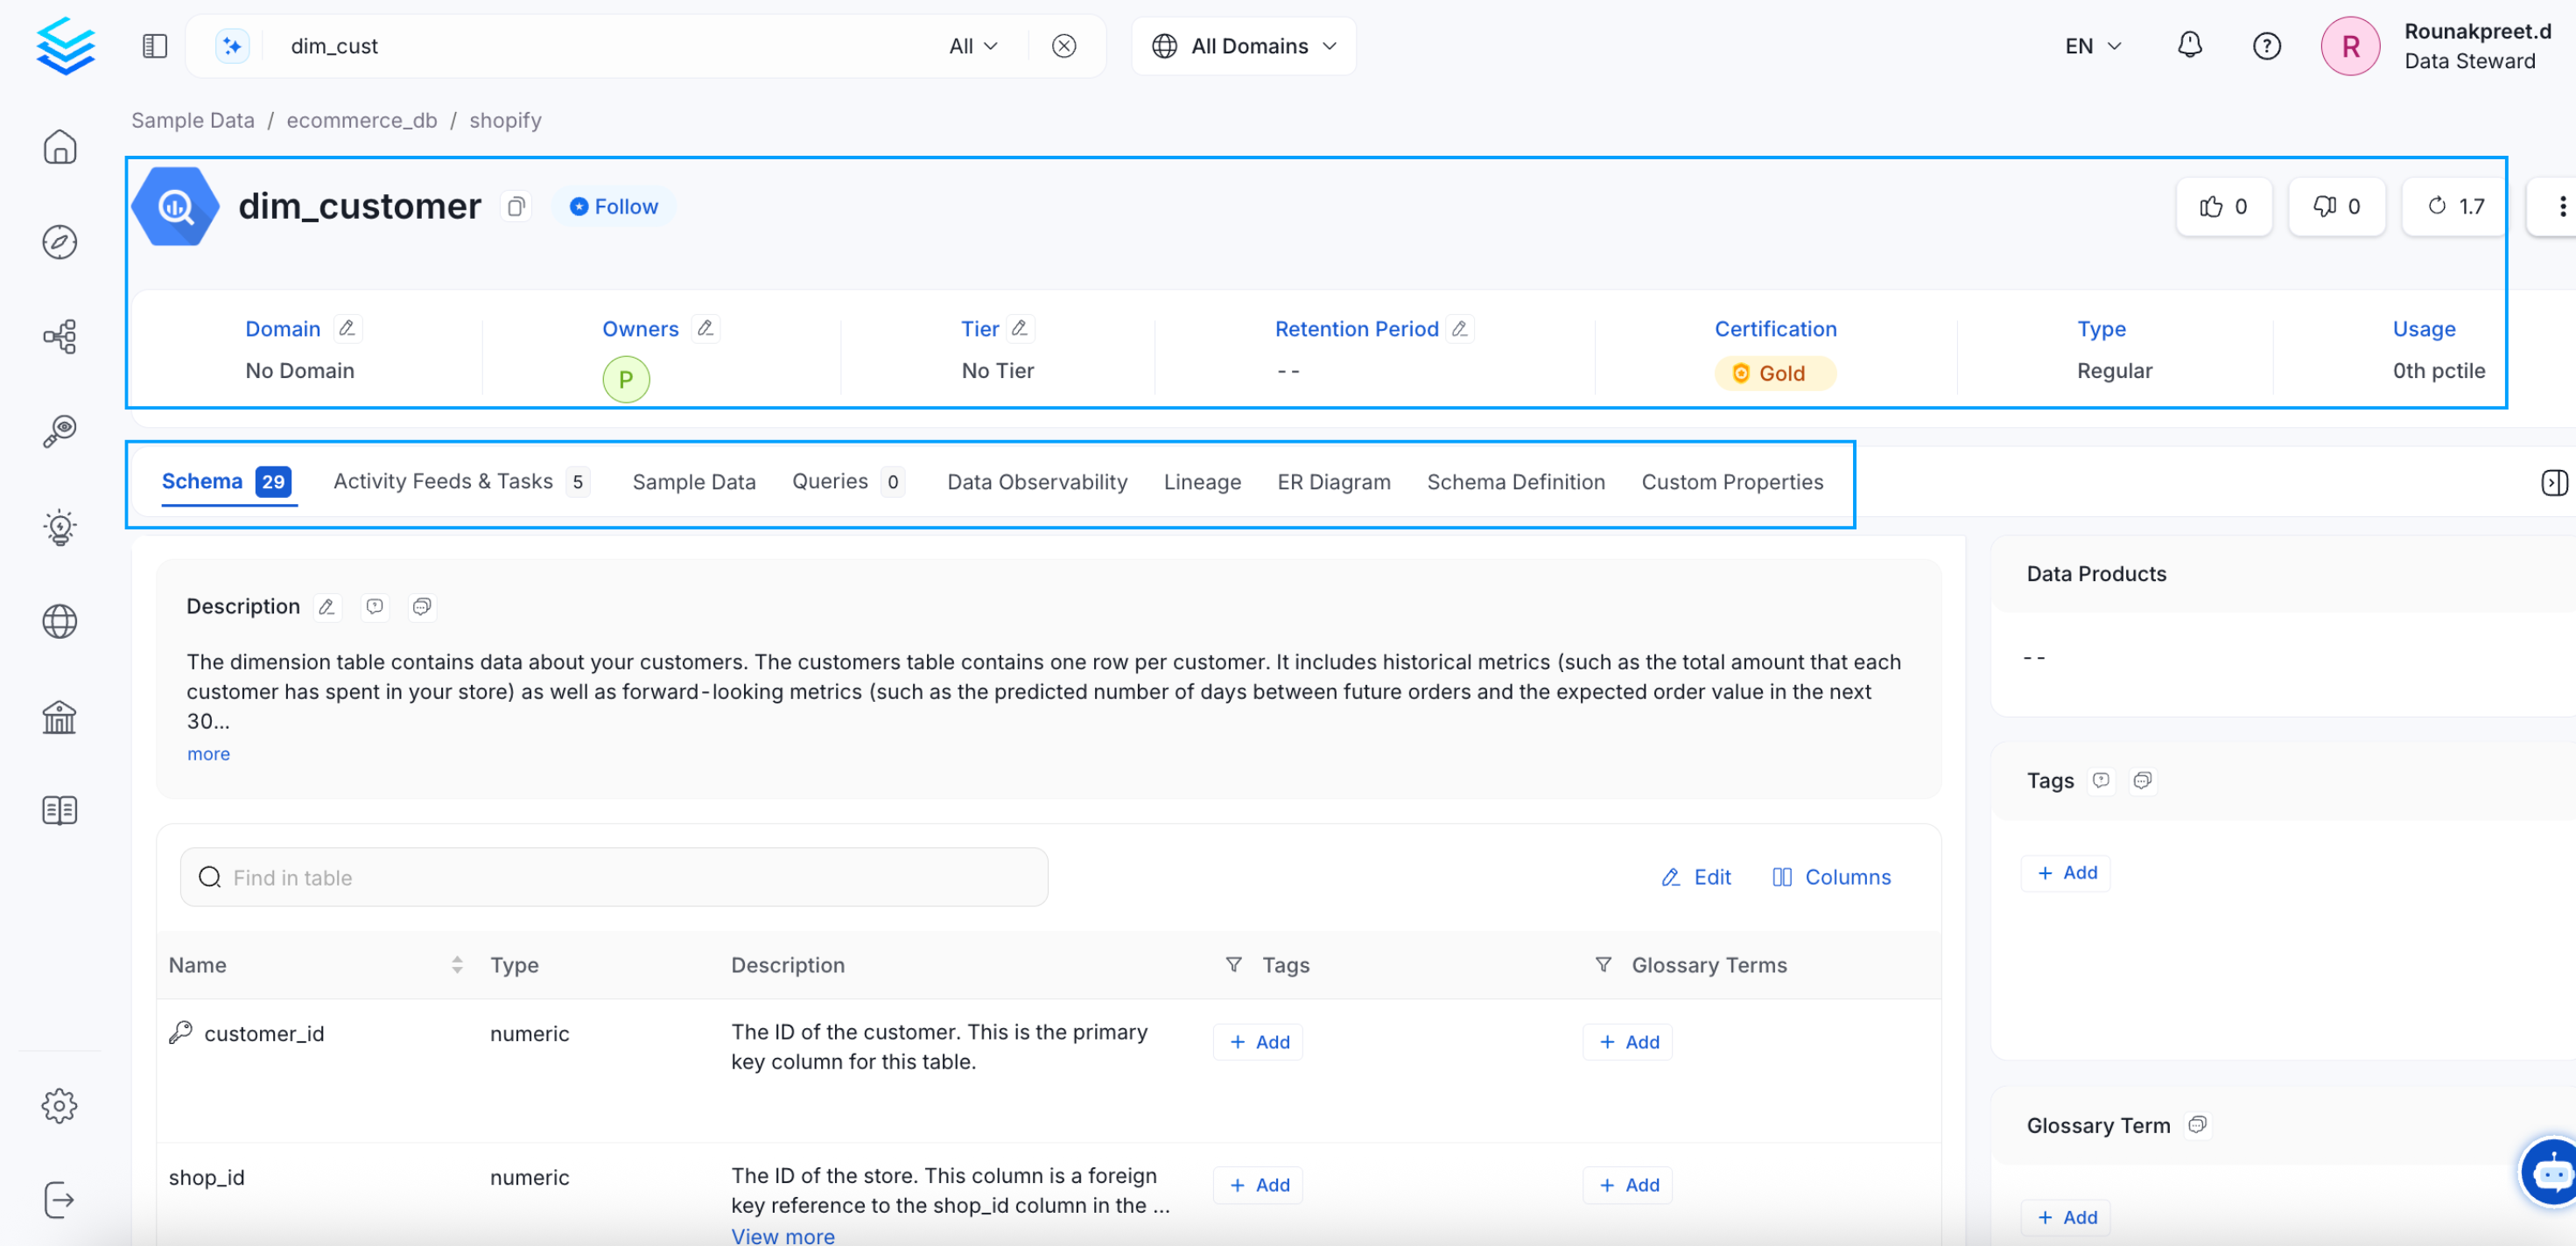 dim_cust
All
All Domains
EN
R
Rounakpreet.d
Data Steward
Sample Data / ecommerce_db / shopify
dim_customer
Follow
0
0
1.7
Domain
No Domain
Owners
P
Tier
No Tier
Retention Period
--
Certification
Gold
Type
Regular
Usage
0th pctile
Schema 29
Activity Feeds & Tasks 5
Sample Data
Queries 0
Data Observability
Lineage
ER Diagram
Schema Definition
Custom Properties
Description
The dimension table contains data about your customers. The customers table contains one row per customer. It includes historical metrics (such as the total amount that each
customer has spent in your store) as well as forward-looking metrics (such as the predicted number of days between future orders and the expected order value in the next
30...
more
Find in table
Edit
Columns
Name Type Description Tags Glossary Terms
customer_id
numeric
The ID of the customer. This is the primary
key column for this table.
+ Add
+ Add
shop_id
numeric
The ID of the store. This column is a foreign
key reference to the shop_id column in the ...
View more
+ Add
+ Add
Data Products
--
Tags
+ Add
Glossary Term
+ Add